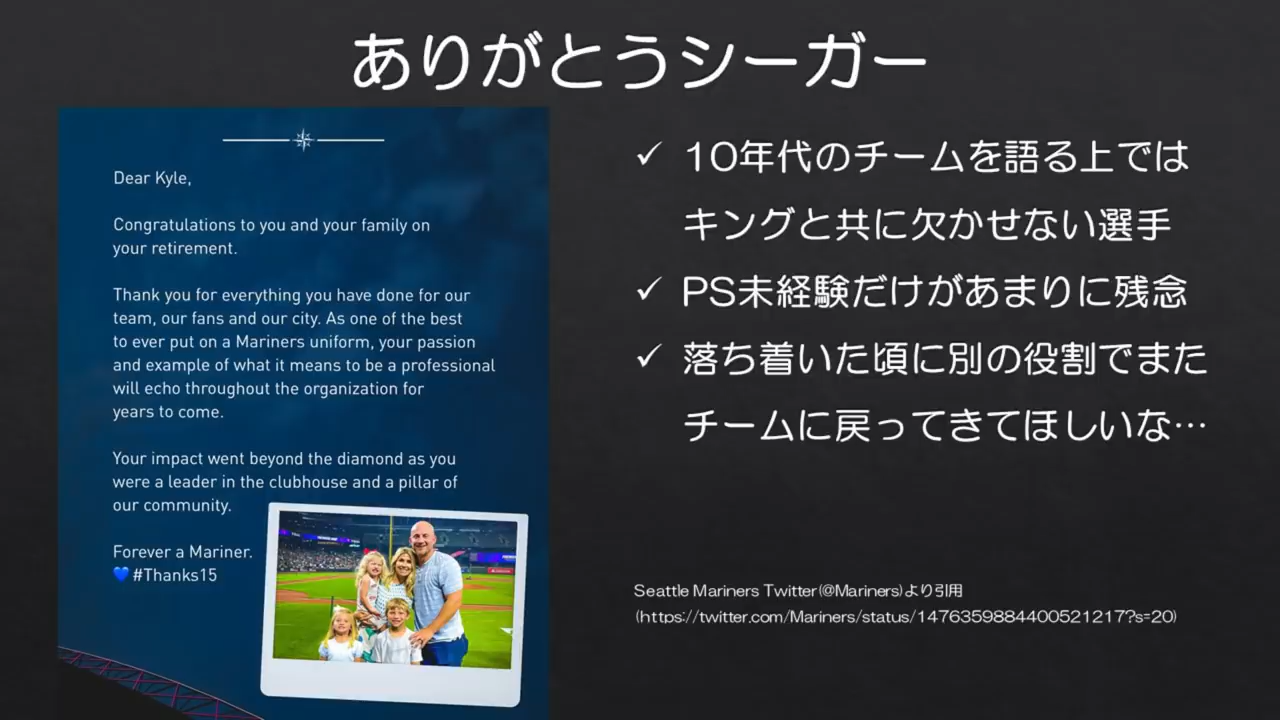 ありがとうシーガー
Dear Kyle,
Congratulations to you and your family on
your retirement.
Thank you for everything you have done for our
team, our fans and our city. As one of the best
to ever put on a Mariners uniform, your passion
and example of what it means to be a professional
will echo throughout the organization for
years to come.
Your impact went beyond the diamond as you
were a leader in the clubhouse and a pillar of
our community.
Forever a Mariner.
💙 #Thanks15
✓ 10年代のチームを語る上では
キングと共に欠かせない選手
✓ PS未経験だけがあまりに残念
✓ 落ち着いた頃に別の役割でまた
チームに戻ってきてほしいな…
Seattle Mariners Twitter(@Mariners)より引用
(https://twitter.com/Mariners/status/1476359884400521217?s=20)